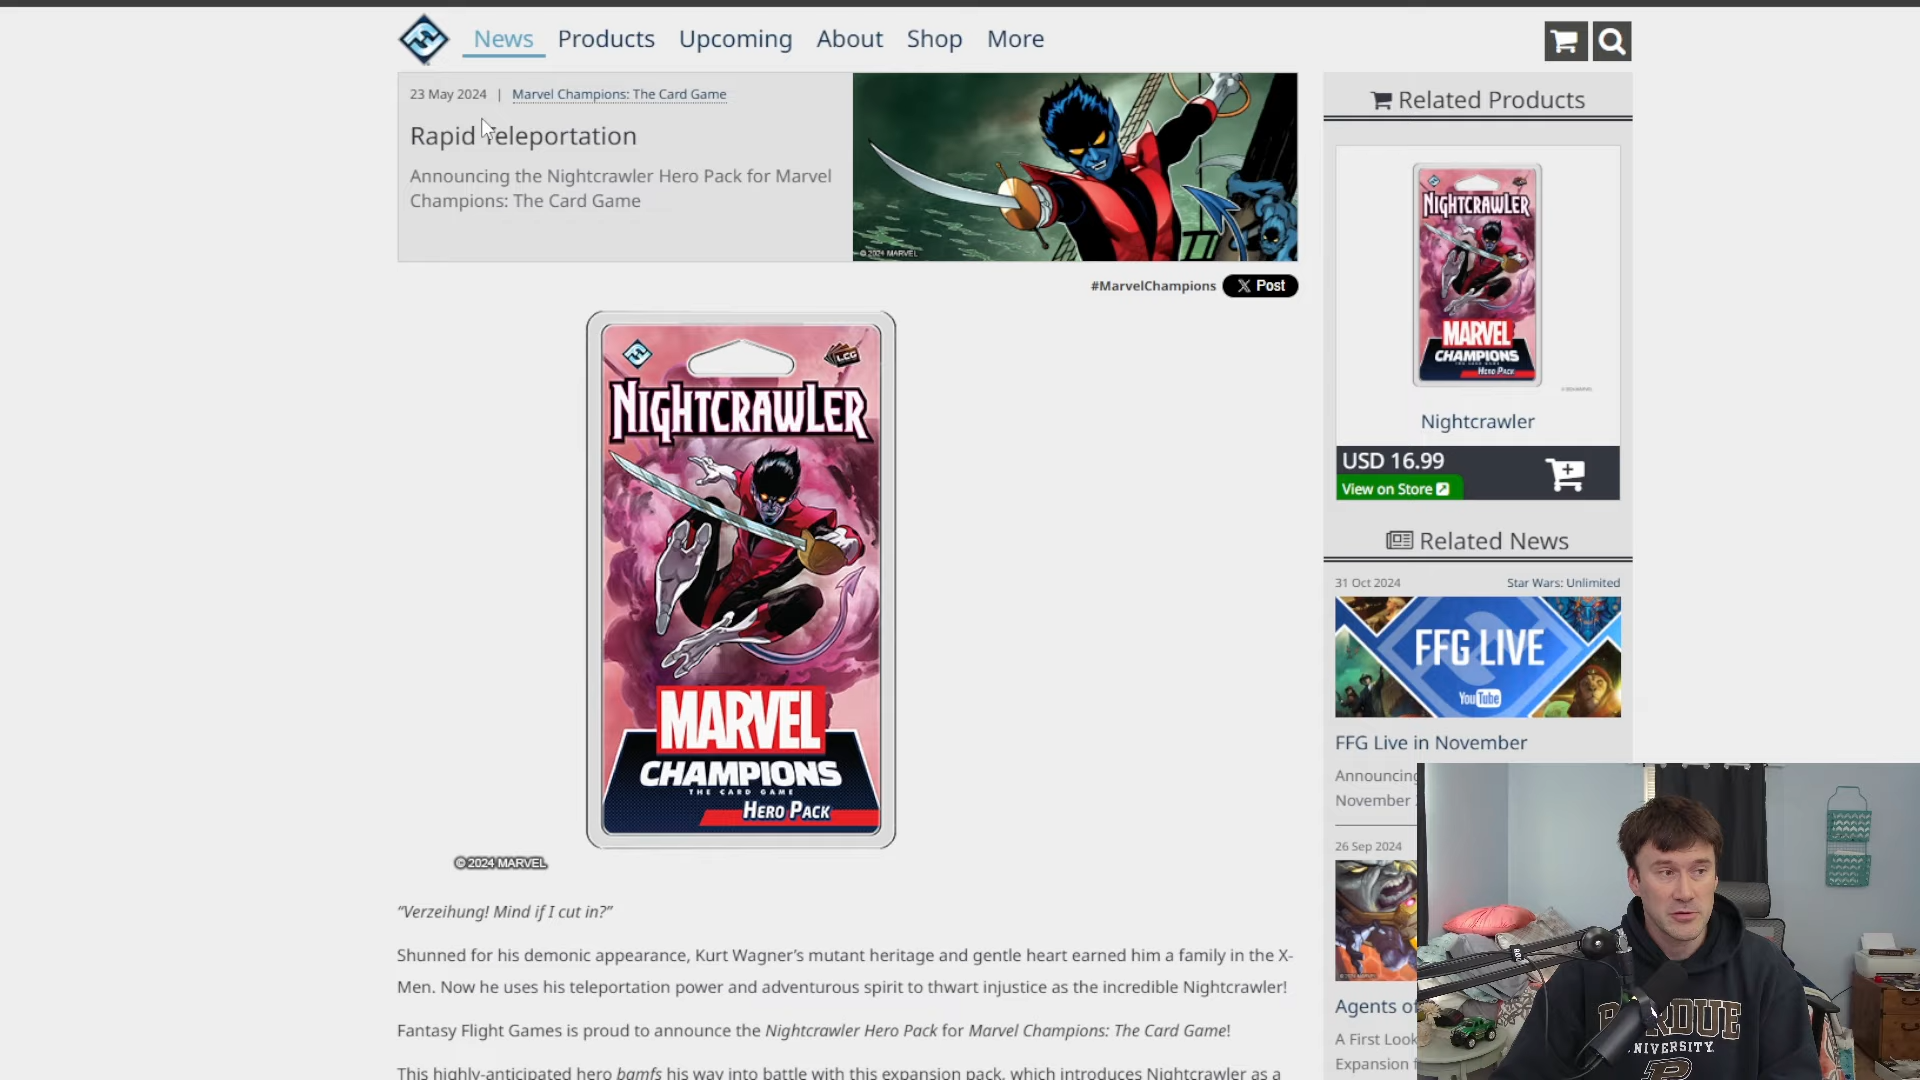 News Products Upcoming About Shop More
23 May 2024 | Marvel Champions: The Card Game
Rapid Teleportation
Announcing the Nightcrawler Hero Pack for Marvel
Champions: The Card Game
© 2024 MARVEL
#MarvelChampions X Post
LCG
NIGHTCRAWLER
MARVEL
CHAMPIONS
THE CARD GAME
HERO PACK
© 2024 MARVEL
“Verzeihung! Mind if I cut in?”
Shunned for his demonic appearance, Kurt Wagner’s mutant heritage and gentle heart earned him a family in the X-
Men. Now he uses his teleportation power and adventurous spirit to thwart injustice as the incredible Nightcrawler!
Fantasy Flight Games is proud to announce the Nightcrawler Hero Pack for Marvel Champions: The Card Game!
This highly-anticipated hero bamfs his way into battle with this expansion pack, which introduces Nightcrawler as a
Related Products
NIGHTCRAWLER
MARVEL
CHAMPIONS
HERO PACK
Nightcrawler
USD 16.99
View on Store
Related News
31 Oct 2024 Star Wars: Unlimited
FFG LIVE
YouTube
FFG Live in November
Announcing
November
26 Sep 2024
Agents of
A First Look
Expansion f
PURDUE
UNIVERSITY
P